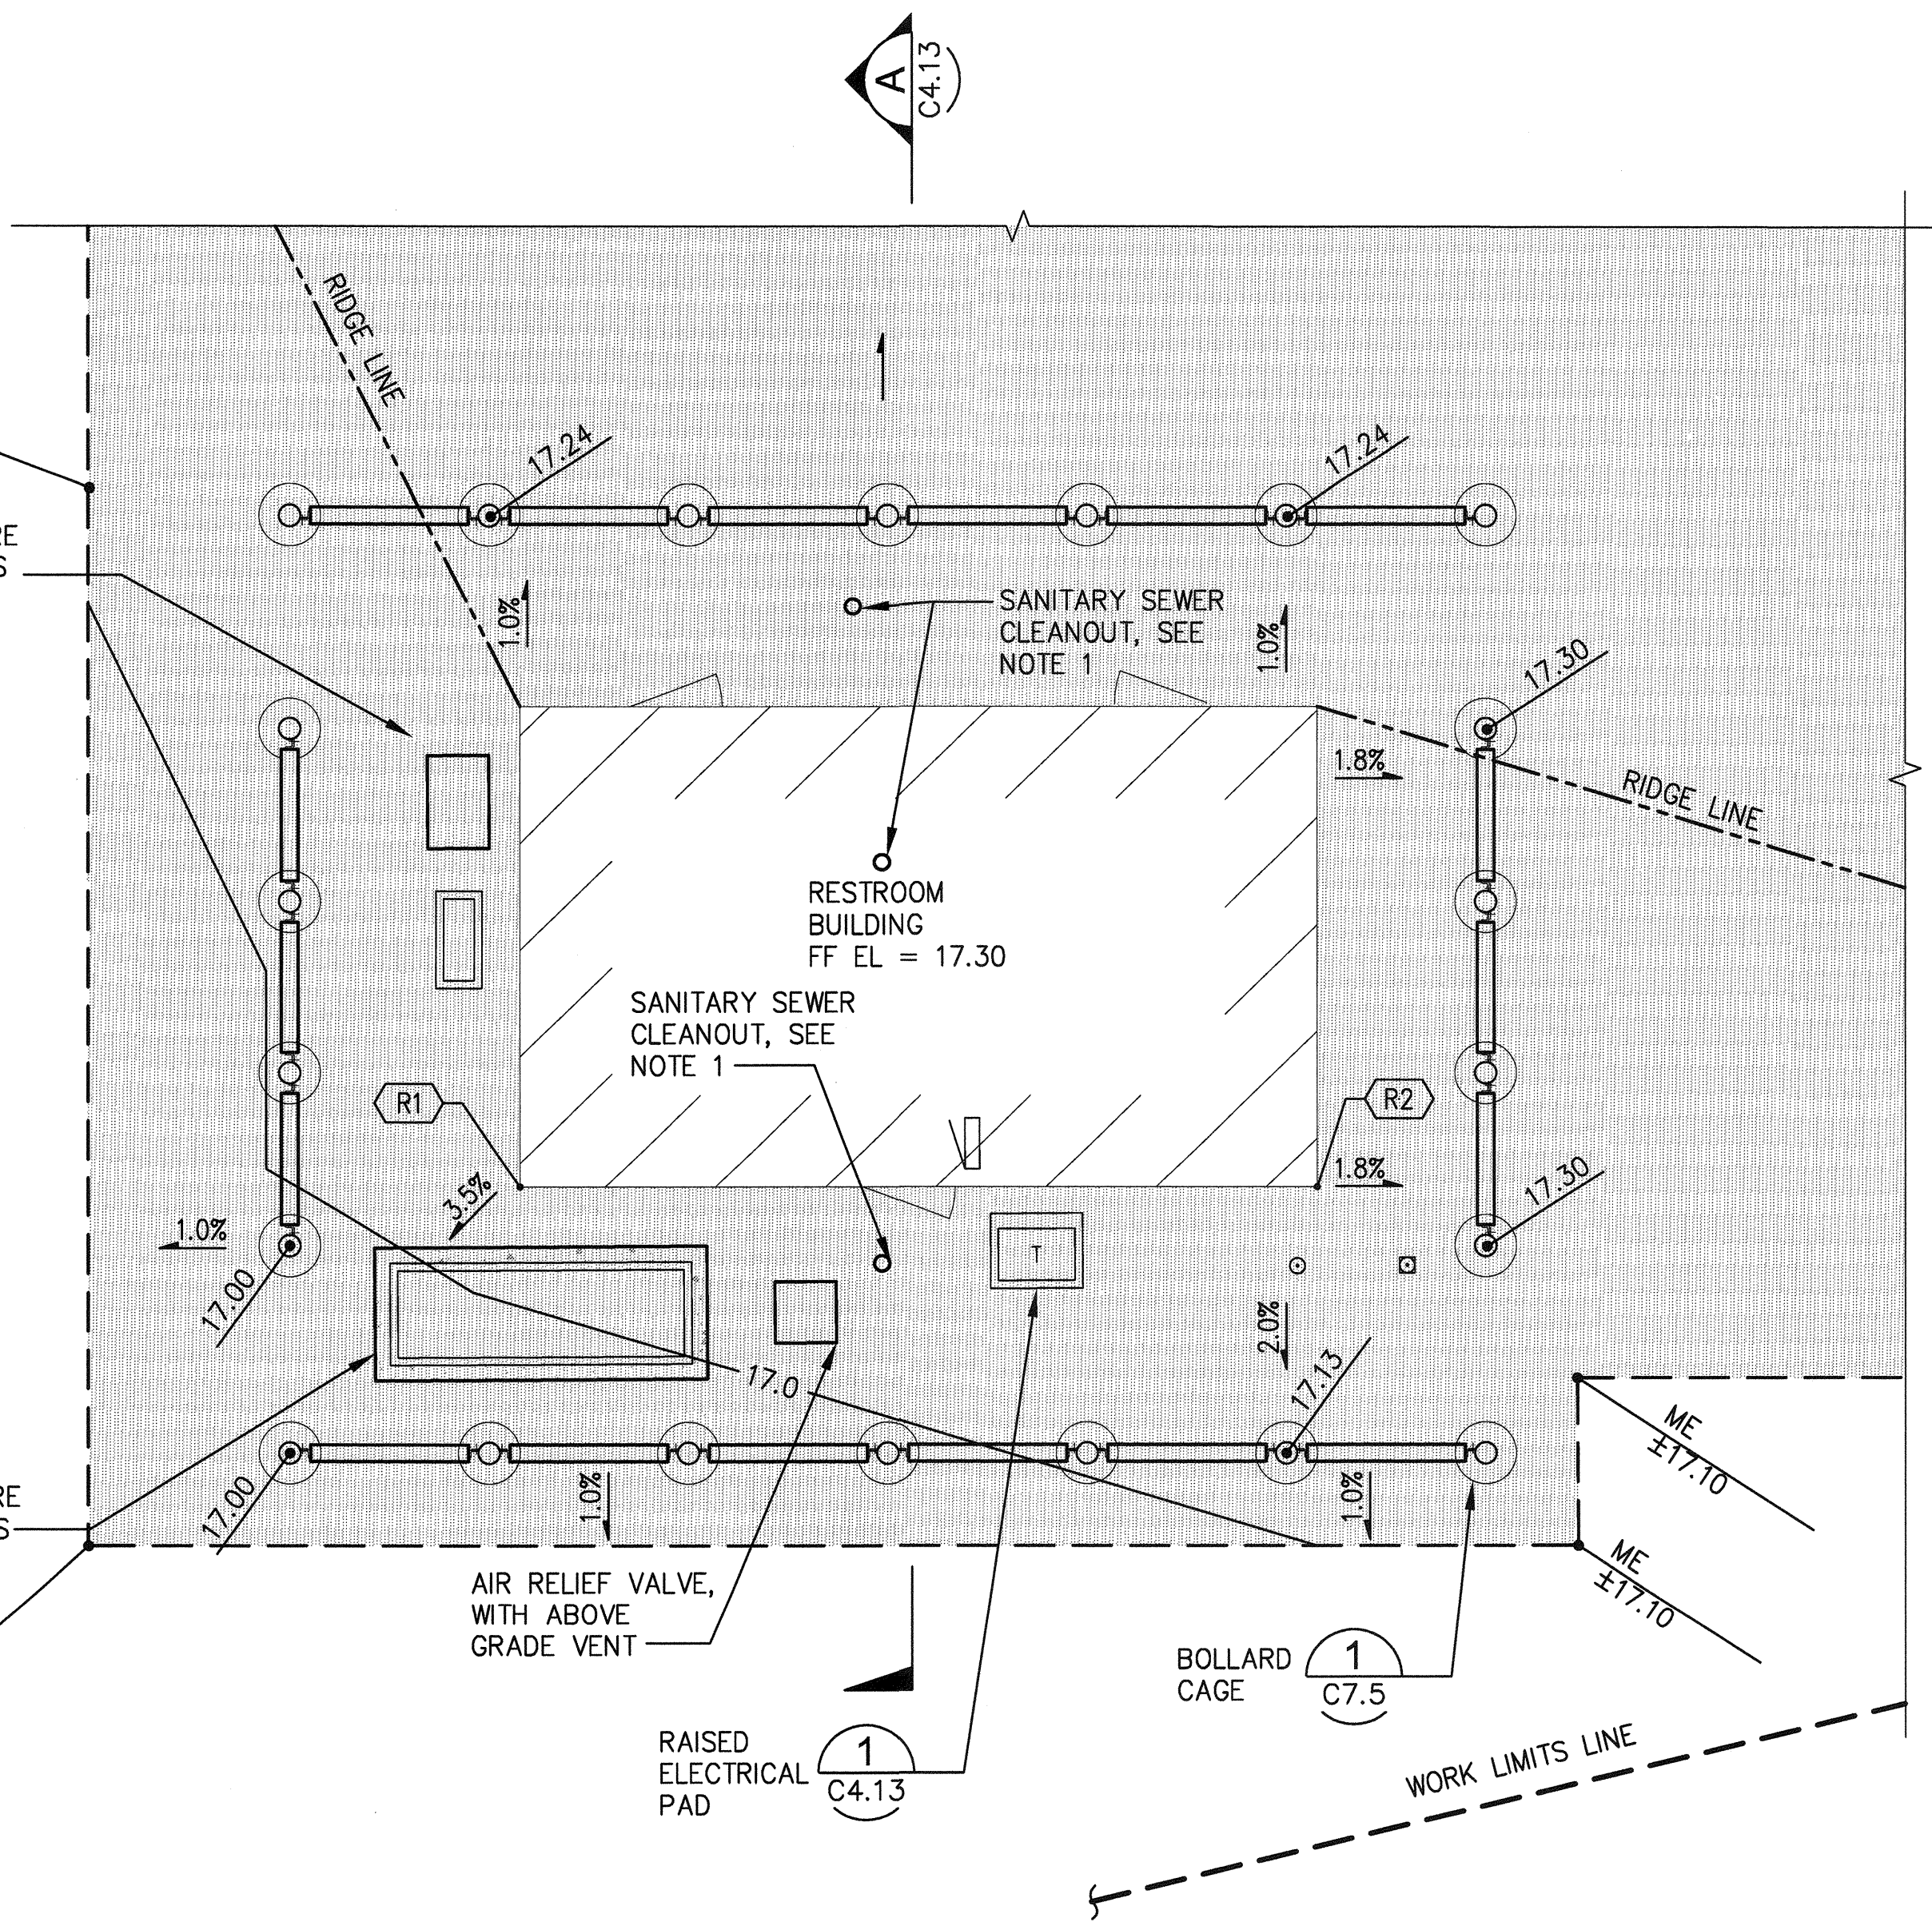 A
C4.13
RIDGE LINE
17.24
17.24
RE
S
1.0%
SANITARY SEWER
CLEANOUT, SEE
NOTE 1
1.0%
17.30
1.8%
RIDGE LINE
RESTROOM
BUILDING
FF EL = 17.30
SANITARY SEWER
CLEANOUT, SEE
NOTE 1
R1
R2
3.5%
1.8%
17.30
1.0%
17.00
T
2.0%
17.13
17.0
ME
±17.10
RE
S
17.00
1.0%
1.0%
ME
±17.10
AIR RELIEF VALVE,
WITH ABOVE
GRADE VENT
BOLLARD
CAGE
1
C7.5
RAISED
ELECTRICAL
PAD
1
C4.13
WORK LIMITS LINE